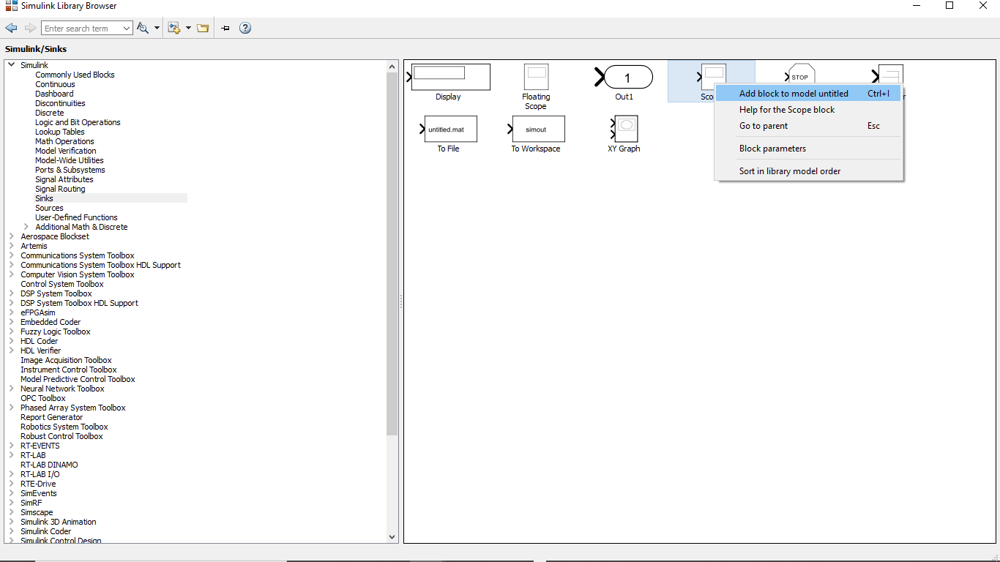 Simulink Library Browser
Enter search term
Simulink/Sinks
Simulink
Commonly Used Blocks
Continuous
Dashboard
Discontinuities
Discrete
Logic and Bit Operations
Lookup Tables
Math Operations
Model Verification
Model-Wide Utilities
Ports & Subsystems
Signal Attributes
Signal Routing
Sinks
Sources
User-Defined Functions
Additional Math & Discrete
Aerospace Blockset
Artemis
Communications System Toolbox
Communications System Toolbox HDL Support
Computer Vision System Toolbox
Control System Toolbox
DSP System Toolbox
DSP System Toolbox HDL Support
eFPGAsim
Embedded Coder
Fuzzy Logic Toolbox
HDL Coder
HDL Verifier
Image Acquisition Toolbox
Instrument Control Toolbox
Model Predictive Control Toolbox
Neural Network Toolbox
OPC Toolbox
Phased Array System Toolbox
Report Generator
Robotics System Toolbox
Robust Control Toolbox
RT-EVENTS
RT-LAB
RT-LAB DINAMO
RT-LAB I/O
RTE-Drive
SimEvents
SimRF
Simscape
Simulink 3D Animation
Simulink Coder
Simulink Control Design
1
STOP
Display
Floating
Scope
Out1
untitled.mat
simout
To File
To Workspace
XY Graph
Add block to model untitled Ctrl+I
Help for the Scope block
Go to parent Esc
Block parameters
Sort in library model order